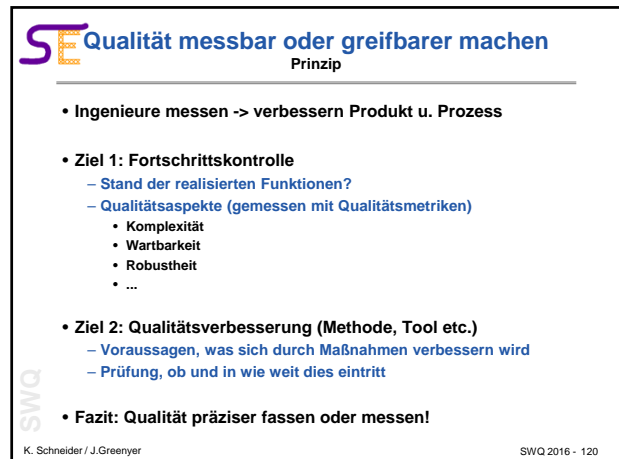 SE
Qualität messbar oder greifbarer machen
Prinzip
• Ingenieure messen -> verbessern Produkt u. Prozess
• Ziel 1: Fortschrittskontrolle
– Stand der realisierten Funktionen?
– Qualitätsaspekte (gemessen mit Qualitätsmetriken)
• Komplexität
• Wartbarkeit
• Robustheit
• ...
• Ziel 2: Qualitätsverbesserung (Methode, Tool etc.)
– Voraussagen, was sich durch Maßnahmen verbessern wird
– Prüfung, ob und in wie weit dies eintritt
• Fazit: Qualität präziser fassen oder messen!
SWQ
K. Schneider / J.Greenyer
SWQ 2016 - 120